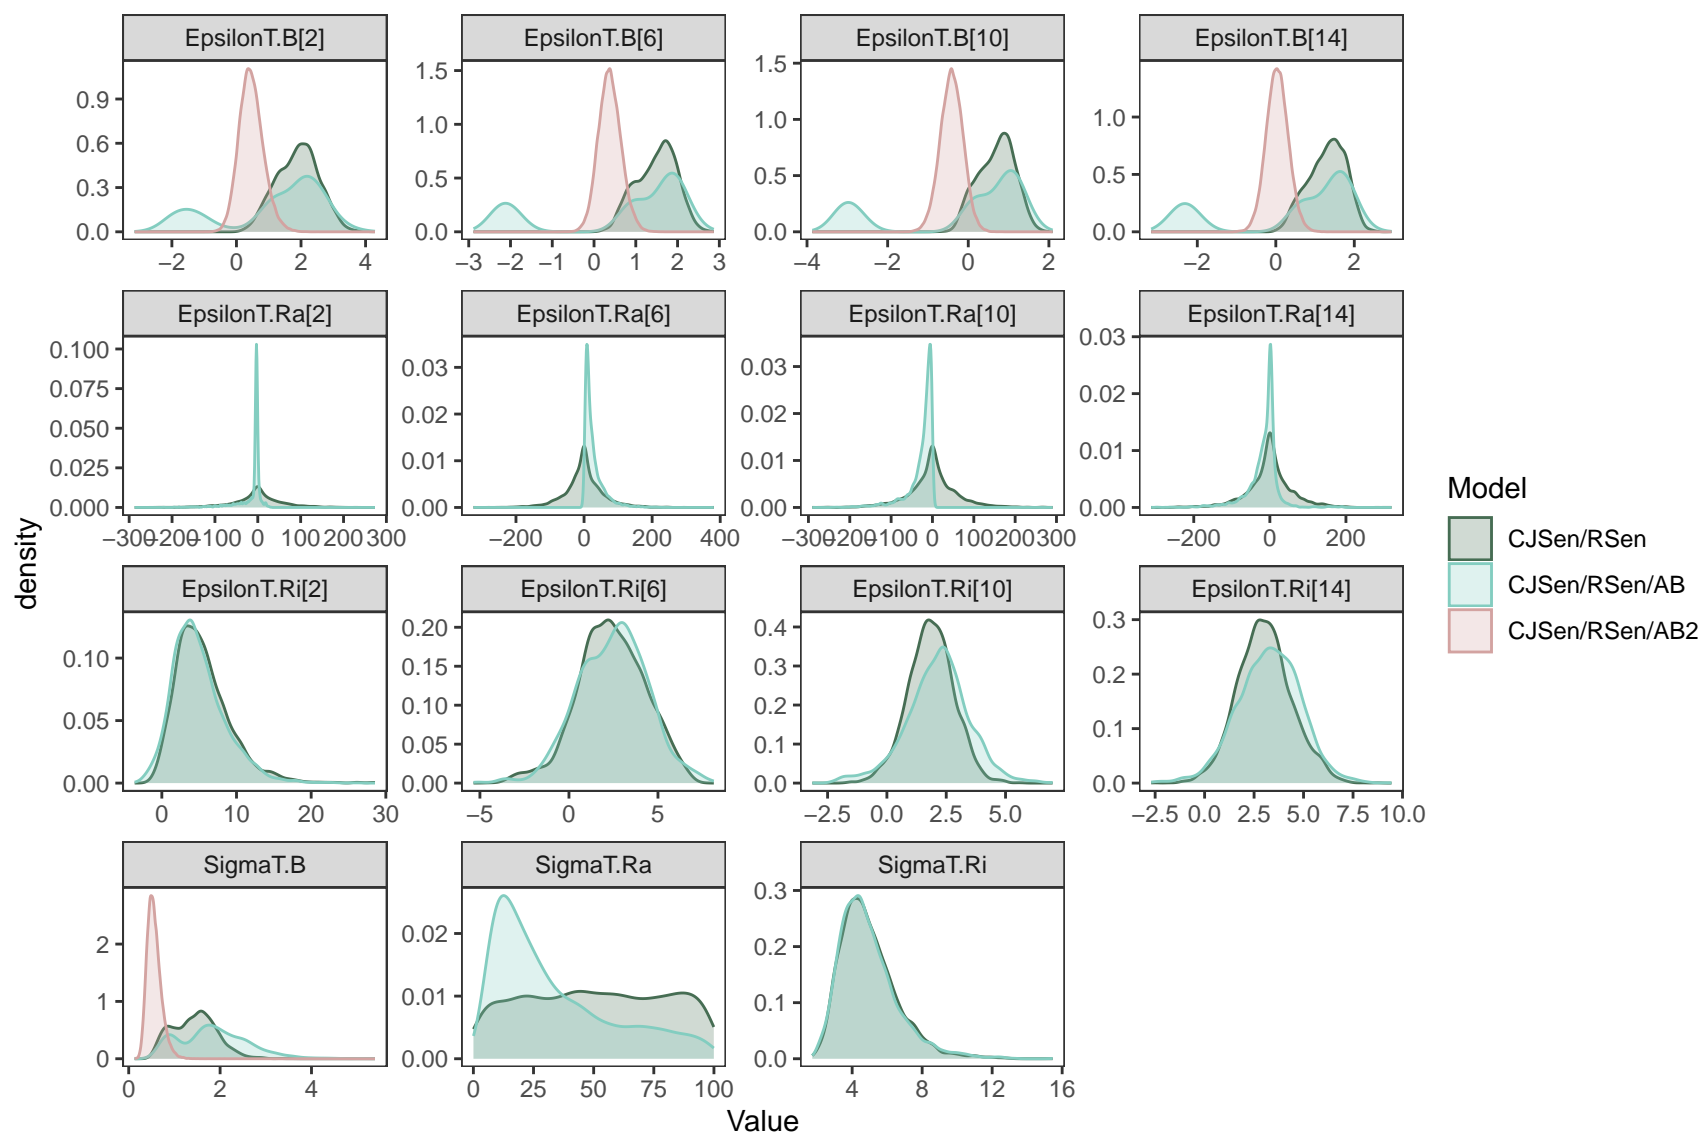 EpsilonT.B[2] EpsilonT.B[6] EpsilonT.B[10] EpsilonT.B[14]
0.9 0.6 0.3 0.0
1.5 1.0 0.5 0.0
1.5 1.0 0.5 0.0
1.0 0.5 0.0
−2 0 2 4
−3 −2 −1 0 1 2 3
−4 −2 0 2
−2 0 2
EpsilonT.Ra[2] EpsilonT.Ra[6] EpsilonT.Ra[10] EpsilonT.Ra[14]
0.100 0.075 0.050 0.025 0.000
0.03 0.02 0.01 0.00
0.03 0.02 0.01 0.00
0.03 0.02 0.01 0.00
−300 −200 −100 0 100 200 300
−200 0 200 400
−300 −200 −100 0 100 200 300
−200 0 200
EpsilonT.Ri[2] EpsilonT.Ri[6] EpsilonT.Ri[10] EpsilonT.Ri[14]
0.10 0.05 0.00
0.20 0.15 0.10 0.05 0.00
0.4 0.3 0.2 0.1 0.0
0.3 0.2 0.1 0.0
0 10 20 30
−5 0 5
−2.5 0.0 2.5 5.0
−2.5 0.0 2.5 5.0 7.5 10.0
SigmaT.B SigmaT.Ra SigmaT.Ri
2 1 0
0.02 0.01 0.00
0.3 0.2 0.1 0.0
0 2 4
0 25 50 75 100
4 8 12 16
density
Value
Model
CJSen/RSen
CJSen/RSen/AB
CJSen/RSen/AB2